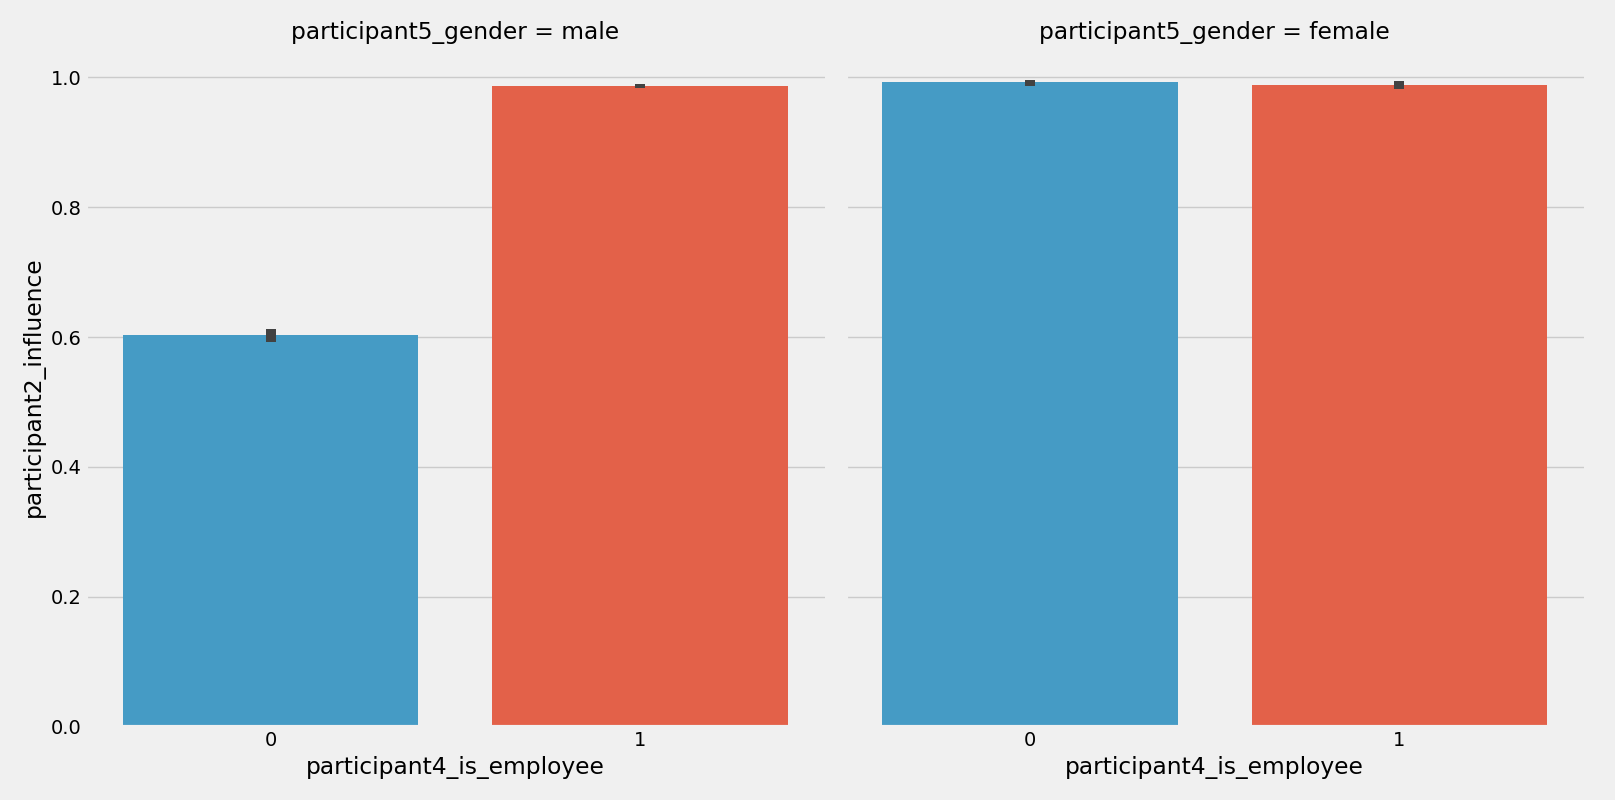 participant5_gender = male
participant5_gender = female
participant2_influence
1.0
0.8
0.6
0.4
0.2
0.0
0 1
0 1
participant4_is_employee
participant4_is_employee